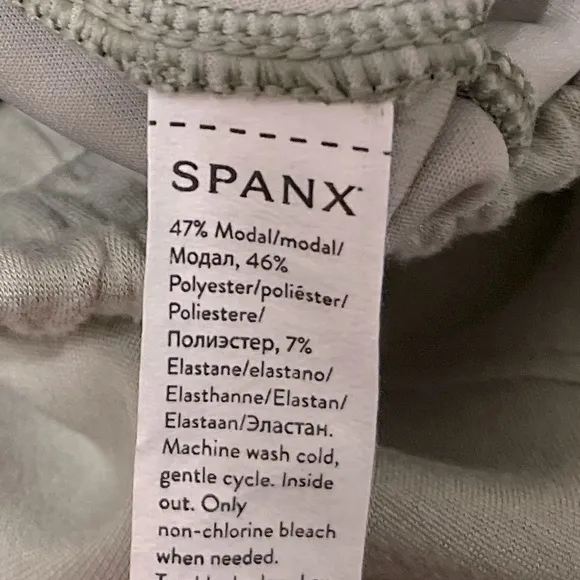 SPANX
47% Modal/modal/
Модал, 46%
Polyester/poliéster/
Poliestere/
Полиэстер, 7%
Elastane/elastano/
Elasthanne/Elastan/
Elastaan/Эластан.
Machine wash cold,
gentle cycle. Inside
out. Only
non-chlorine bleach
when needed.